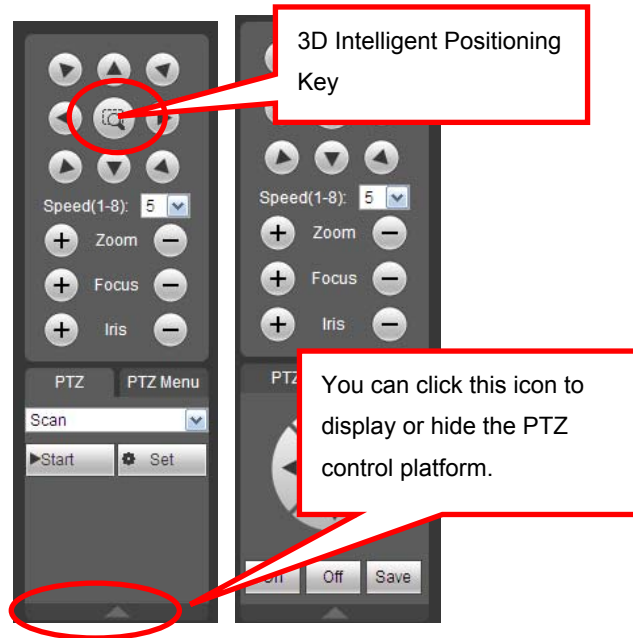 3D Intelligent Positioning
Key
Speed(1-8): 5
Zoom
Focus
Iris
PTZ PTZ Menu
Scan
Start Set
Speed(1-8): 5
Zoom
Focus
Iris
PTZ
You can click this icon to
display or hide the PTZ
control platform.
Off Save